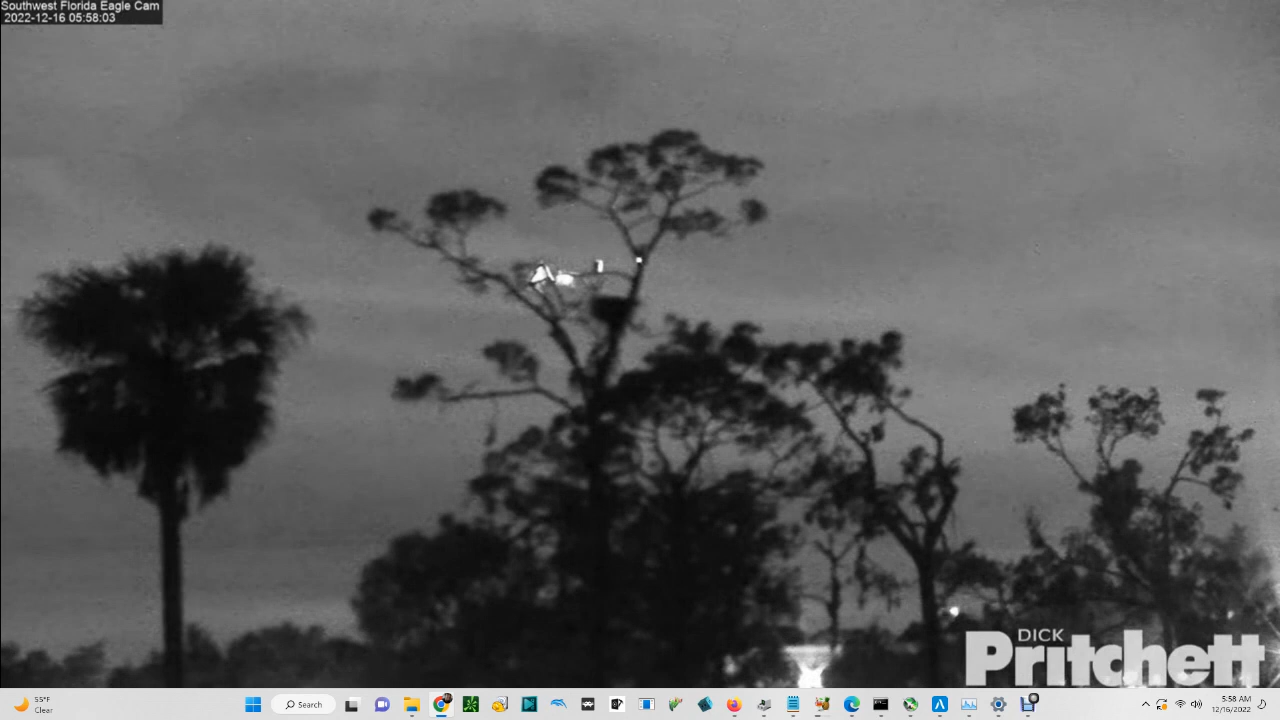 Southwest Florida Eagle Cam
2022-12-16 05:58:03
DICK
Pritchett
55°F
Clear
Search
5:58 AM
12/16/2022